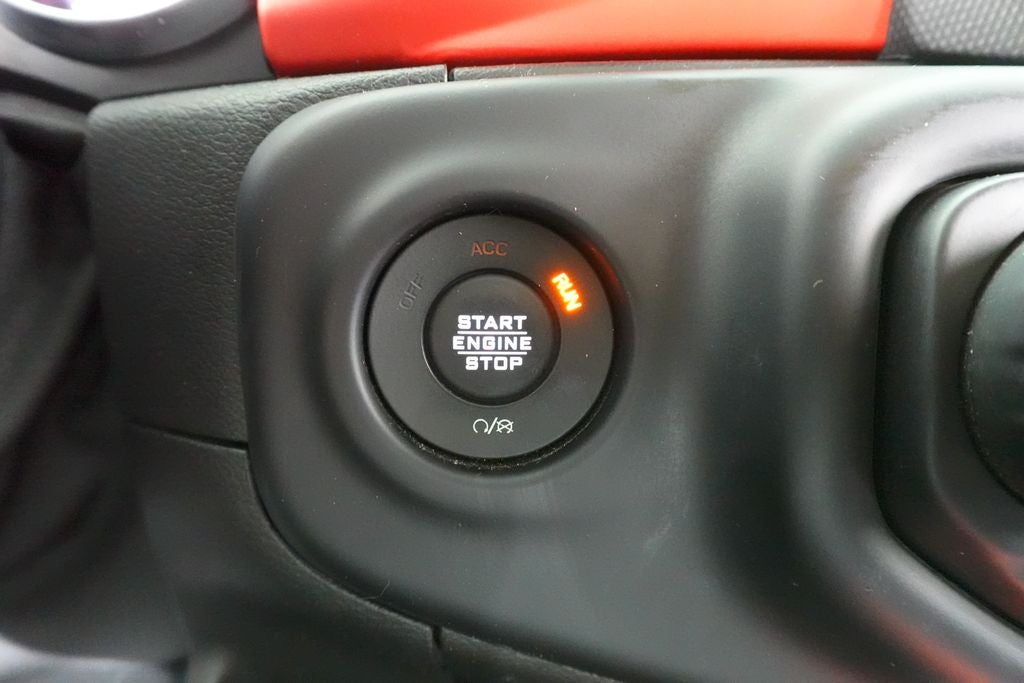 ACC
OFF
RUN
START
ENGINE
STOP